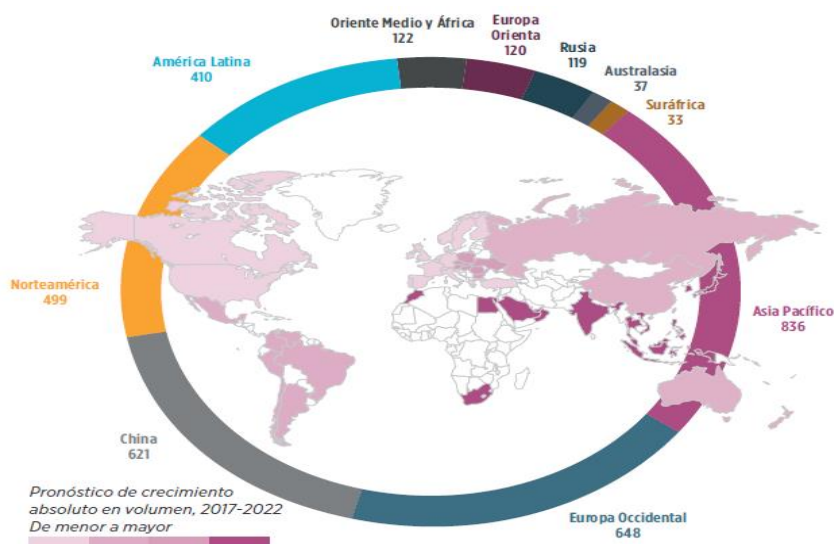 Oriente Medio y África
122
Europa
Orienta
120
Rusia
119
Australasia
37
Suráfrica
33
América Latina
410
Norteamérica
499
Asia Pacífico
836
China
621
Europa Occidental
648
Pronóstico de crecimiento
absoluto en volumen, 2017-2022
De menor a mayor